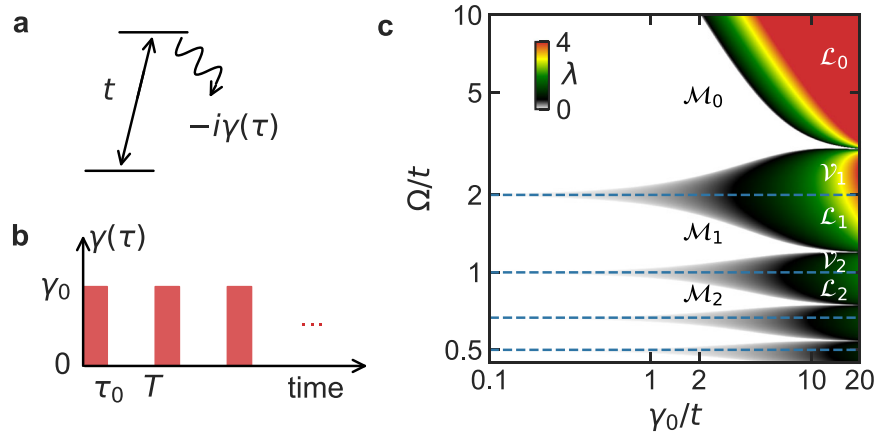 a
t
−iγ(τ)
b
γ(τ)
γ₀
0
τ₀ T time
...
c
Ω/t
10
5
2
1
0.5
4
λ
0
ℳ₀
ℒ₀
𝒱₁
ℒ₁
ℳ₁
𝒱₂
ℒ₂
ℳ₂
0.1 1 2 10 20
γ₀/t